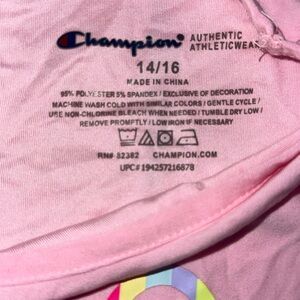 Champion AUTHENTIC
ATHLETICWEAR
14/16
MADE IN CHINA
95% POLYESTER 5% SPANDEX / EXCLUSIVE OF DECORATION
MACHINE WASH COLD WITH SIMILAR COLORS / GENTLE CYCLE /
USE NON-CHLORINE BLEACH WHEN NEEDED / TUMBLE DRY LOW /
REMOVE PROMPTLY / LOW IRON IF NECESSARY
RN# 82382 CHAMPION.COM
UPC# 194257216878